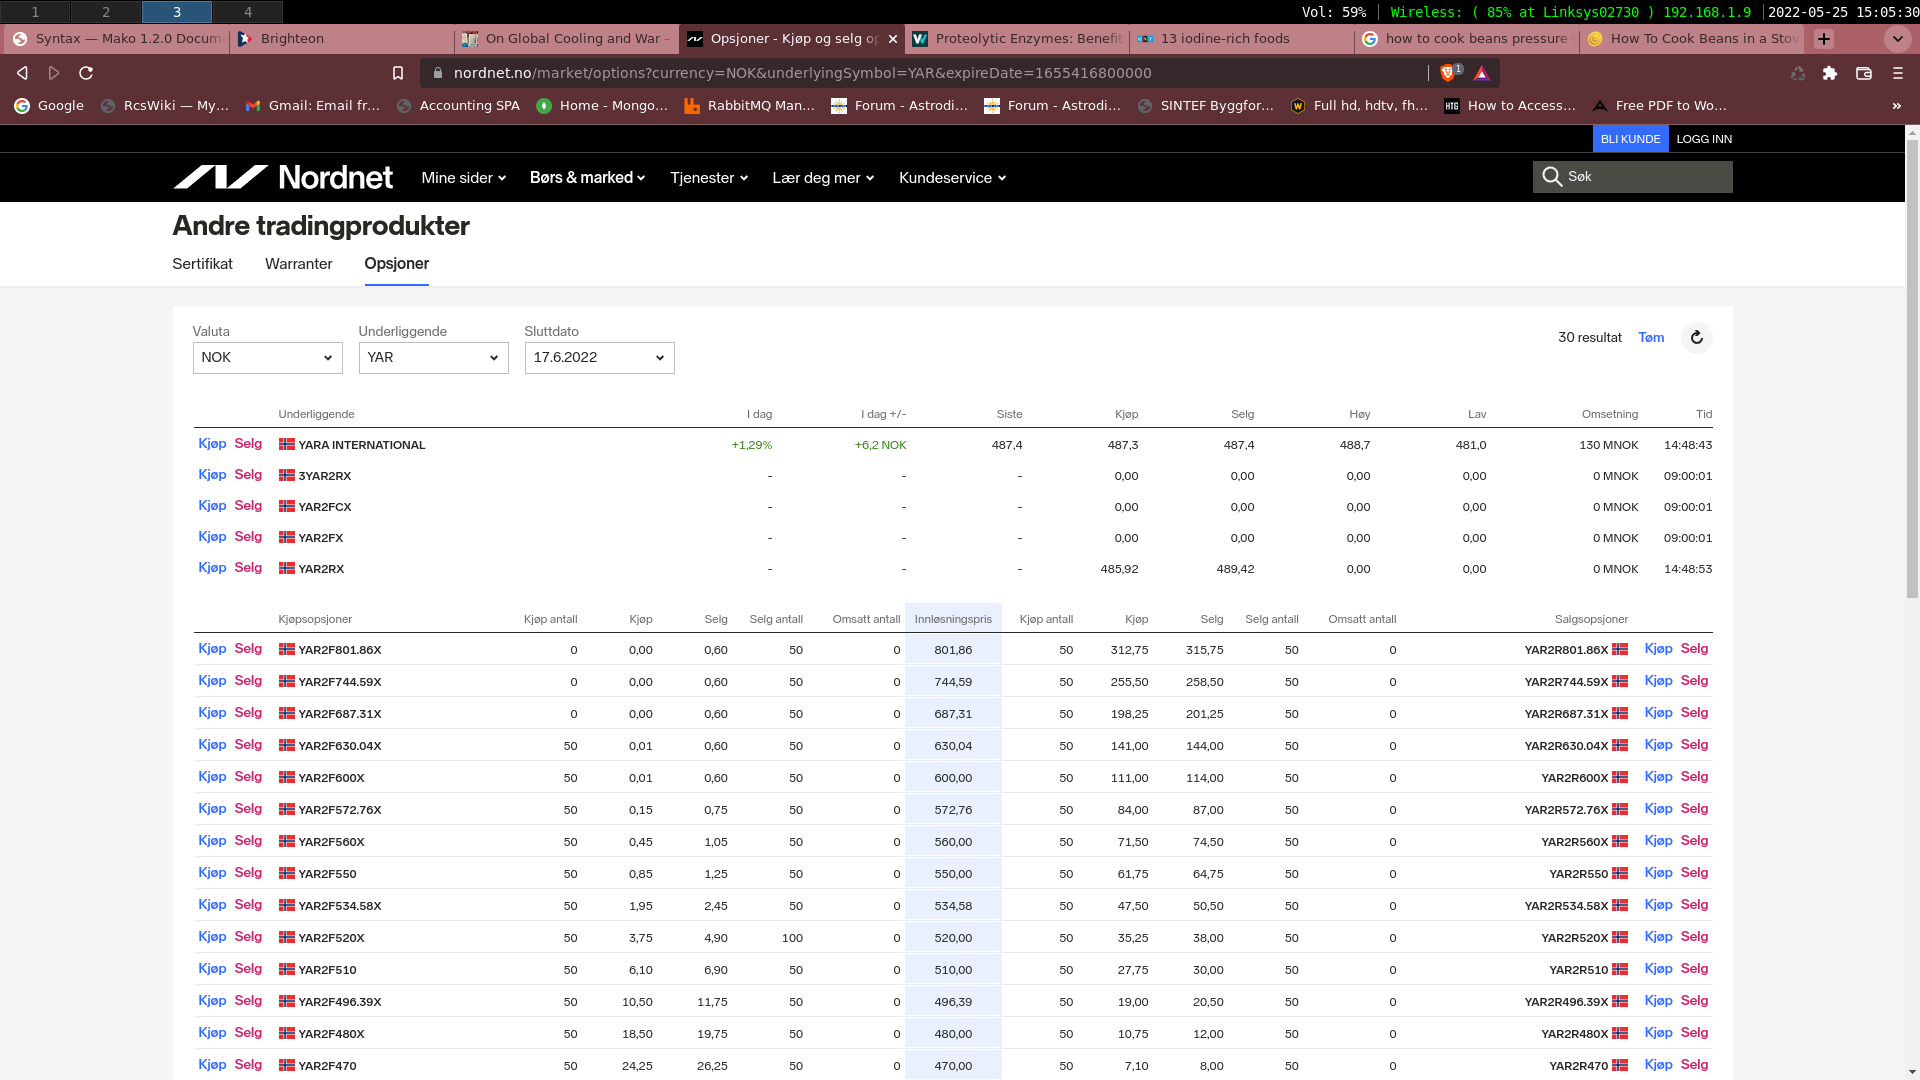 1 2 3 4 Vol: 59% Wireless: ( 85% at Linksys02730 ) 192.168.1.9 2022-05-25 15:05:30
Syntax — Mako 1.2.0 Docum Brighteon On Global Cooling and War – Opsjoner - Kjøp og selg op Proteolytic Enzymes: Benefit 13 iodine-rich foods how to cook beans pressure How To Cook Beans in a Stov
nordnet.no/market/options?currency=NOK&underlyingSymbol=YAR&expireDate=1655416800000 1
Google RcsWiki — My... Gmail: Email fr... Accounting SPA Home - Mongo... RabbitMQ Man... Forum - Astrodi... Forum - Astrodi... SINTEF Byggfor... Full hd, hdtv, fh... How to Access... Free PDF to Wo... »
BLI KUNDE LOGG INN
Nordnet Mine sider Børs & marked Tjenester Lær deg mer Kundeservice Søk
Andre tradingprodukter
Sertifikat Warranter Opsjoner
Valuta Underliggende Sluttdato
30 resultat Tøm
NOK YAR 17.6.2022
Underliggende I dag I dag +/- Siste Kjøp Selg Høy Lav Omsetning Tid
Kjøp Selg YARA INTERNATIONAL +1,29% +6,2 NOK 487,4 487,3 487,4 488,7 481,0 130 MNOK 14:48:43
Kjøp Selg 3YAR2RX - - - 0,00 0,00 0,00 0,00 0 MNOK 09:00:01
Kjøp Selg YAR2FCX - - - 0,00 0,00 0,00 0,00 0 MNOK 09:00:01
Kjøp Selg YAR2FX - - - 0,00 0,00 0,00 0,00 0 MNOK 09:00:01
Kjøp Selg YAR2RX - - - 485,92 489,42 0,00 0,00 0 MNOK 14:48:53
Kjøpsopsjoner Kjøp antall Kjøp Selg Selg antall Omsatt antall Innløsningspris Kjøp antall Kjøp Selg Selg antall Omsatt antall Salgsopsjoner
Kjøp Selg YAR2F801.86X 0 0,00 0,60 50 0 801,86 50 312,75 315,75 50 0 YAR2R801.86X Kjøp Selg
Kjøp Selg YAR2F744.59X 0 0,00 0,60 50 0 744,59 50 255,50 258,50 50 0 YAR2R744.59X Kjøp Selg
Kjøp Selg YAR2F687.31X 0 0,00 0,60 50 0 687,31 50 198,25 201,25 50 0 YAR2R687.31X Kjøp Selg
Kjøp Selg YAR2F630.04X 50 0,01 0,60 50 0 630,04 50 141,00 144,00 50 0 YAR2R630.04X Kjøp Selg
Kjøp Selg YAR2F600X 50 0,01 0,60 50 0 600,00 50 111,00 114,00 50 0 YAR2R600X Kjøp Selg
Kjøp Selg YAR2F572.76X 50 0,15 0,75 50 0 572,76 50 84,00 87,00 50 0 YAR2R572.76X Kjøp Selg
Kjøp Selg YAR2F560X 50 0,45 1,05 50 0 560,00 50 71,50 74,50 50 0 YAR2R560X Kjøp Selg
Kjøp Selg YAR2F550 50 0,85 1,25 50 0 550,00 50 61,75 64,75 50 0 YAR2R550 Kjøp Selg
Kjøp Selg YAR2F534.58X 50 1,95 2,45 50 0 534,58 50 47,50 50,50 50 0 YAR2R534.58X Kjøp Selg
Kjøp Selg YAR2F520X 50 3,75 4,90 100 0 520,00 50 35,25 38,00 50 0 YAR2R520X Kjøp Selg
Kjøp Selg YAR2F510 50 6,10 6,90 50 0 510,00 50 27,75 30,00 50 0 YAR2R510 Kjøp Selg
Kjøp Selg YAR2F496.39X 50 10,50 11,75 50 0 496,39 50 19,00 20,50 50 0 YAR2R496.39X Kjøp Selg
Kjøp Selg YAR2F480X 50 18,50 19,75 50 0 480,00 50 10,75 12,00 50 0 YAR2R480X Kjøp Selg
Kjøp Selg YAR2F470 50 24,25 26,25 50 0 470,00 50 7,10 8,00 50 0 YAR2R470 Kjøp Selg